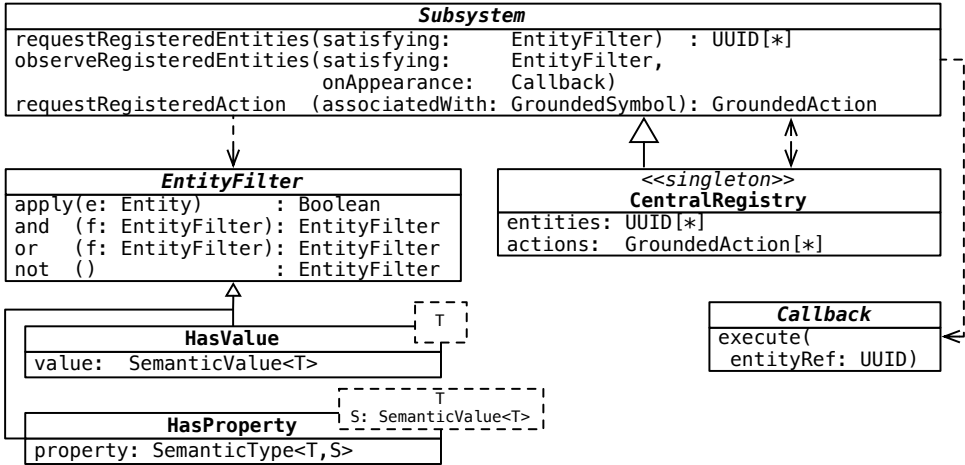 Subsystem
requestRegisteredEntities(satisfying: EntityFilter) : UUID[*]
observeRegisteredEntities(satisfying: EntityFilter,
onAppearance: Callback)
requestRegisteredAction (associatedWith: GroundedSymbol): GroundedAction
EntityFilter
apply(e: Entity) : Boolean
and (f: EntityFilter): EntityFilter
or (f: EntityFilter): EntityFilter
not () : EntityFilter
<<singleton>>
CentralRegistry
entities: UUID[*]
actions: GroundedAction[*]
T
HasValue
value: SemanticValue<T>
Callback
execute(
entityRef: UUID)
T
S: SemanticValue<T>
HasProperty
property: SemanticType<T,S>